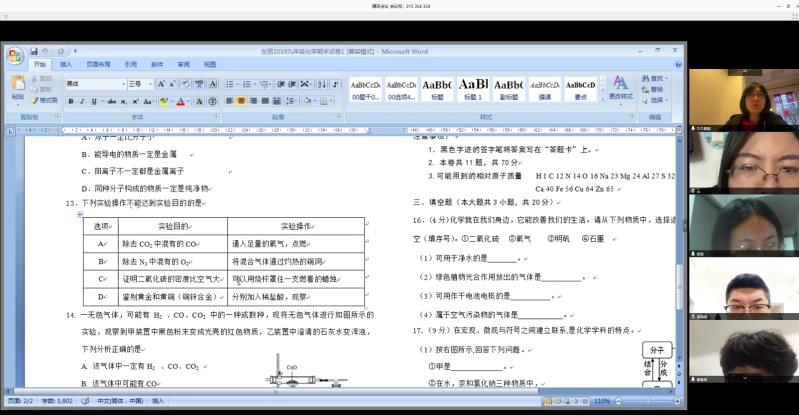 腾讯会议 会议号: 215 354 324
东丽2019九年级化学期末试卷1 [兼容模式] - Microsoft Word
开始 插入 页面布局 引用 邮件 审阅 视图
粘贴 剪切 复制 格式刷 黑体 三号
00题干0... 00选项4... 标题 标题 1 副标题 强调 要点 更改样式 查找 替换 选择
剪贴板 字体 段落 样式 编辑
B. 能导电的物质一定是金属
C. 阳离子不一定都是金属离子
D. 同种分子构成的物质一定是纯净物
13. 下列实验操作不能达到实验目的的是
选项 实验目的 实验操作
A 除去 CO2 中混有的 CO 通入足量的氧气，点燃
B 除去 N2 中混有的 O2 将混合气体通过灼热的铜网
C 证明二氧化碳的密度比空气大 可以用烧杯罩住一支燃着的蜡烛
D 鉴别黄金和黄铜（铜锌合金） 分别加入稀盐酸，观察
14. 一无色气体，可能有 H2 、CO、CO2 中的一种或数种，现将无色气体进行如图所示的
实验，观察到甲装置中黑色粉末变成光亮的红色物质，乙装置中澄清的石灰水变浑浊，
下列分析正确的是
A. 该气体中一定有 H2 、CO、CO2
B. 该气体中可能有 CO
CuO
1. 黑色字迹的签字笔将答案写在“答题卡”上。
2. 本卷共 11 题，共 70 分
3. 可能用到的相对原子质量 H 1 C 12 N 14 O 16 Na 23 Mg 24 Al 27 S 32
Ca 40 Fe 56 Cu 64 Zn 65
三、填空题（本大题共 3 小题，共 20 分）
16.（4 分）化学就在我们身边，它能改善我们的生活。请从下列物质中，选择适
空（填序号）。①二氧化硫 ②氧气 ③明矾 ④石墨
（1）可用于净水的是______。
（2）绿色植物光合作用放出的气体是______。
（3）可用作干电池电极的是______。
（4）属于空气污染物的气体是______。
17.（9 分）在宏观、微观与符号之间建立联系,是化学学科的特点。
（1）按右图所示,回答下列问题。
①甲是______。
②在水，汞和氯化钠三种物质中，
分子
结合 分成
页面: 2/2 字数: 1,902 中文(简体，中国) 插入 110%